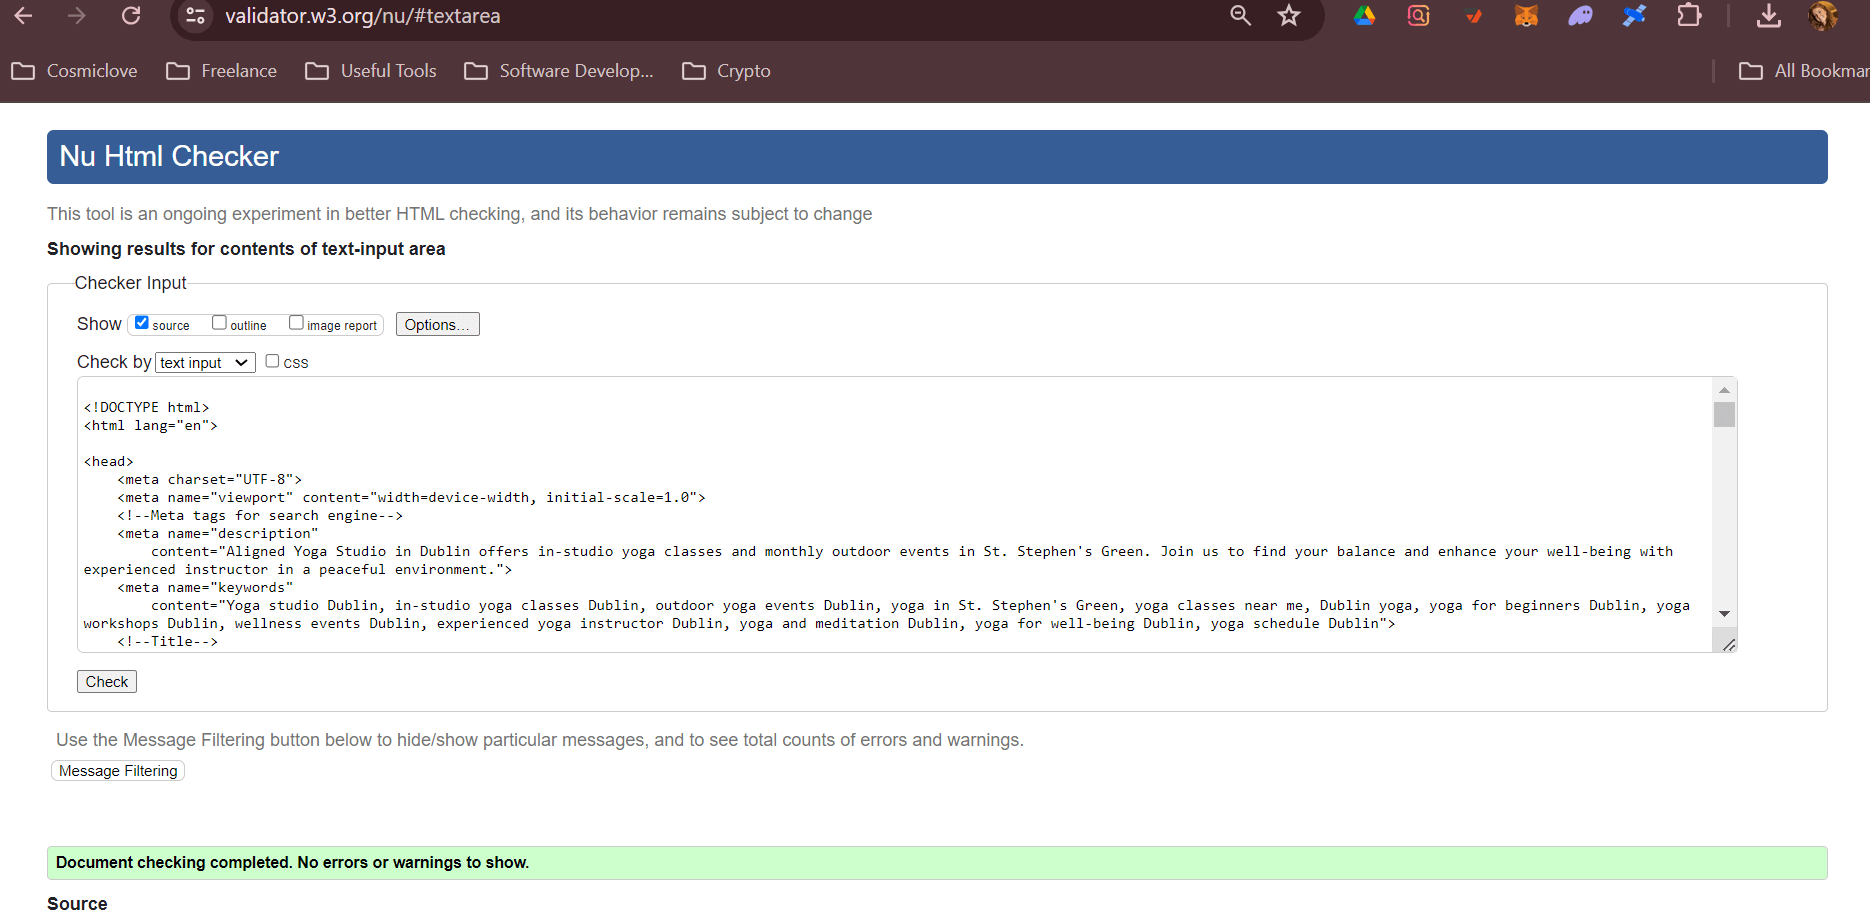 validator.w3.org/nu/#textarea
Cosmiclove Freelance Useful Tools Software Develop... Crypto All Bookmar
Nu Html Checker
This tool is an ongoing experiment in better HTML checking, and its behavior remains subject to change
Showing results for contents of text-input area
Checker Input
Show source outline image report Options...
Check by text input css
<!DOCTYPE html>
<html lang="en">
<head>
<meta charset="UTF-8">
<meta name="viewport" content="width=device-width, initial-scale=1.0">
<!--Meta tags for search engine-->
<meta name="description"
content="Aligned Yoga Studio in Dublin offers in-studio yoga classes and monthly outdoor events in St. Stephen's Green. Join us to find your balance and enhance your well-being with
experienced instructor in a peaceful environment.">
<meta name="keywords"
content="Yoga studio Dublin, in-studio yoga classes Dublin, outdoor yoga events Dublin, yoga in St. Stephen's Green, yoga classes near me, Dublin yoga, yoga for beginners Dublin, yoga
workshops Dublin, wellness events Dublin, experienced yoga instructor Dublin, yoga and meditation Dublin, yoga for well-being Dublin, yoga schedule Dublin">
<!--Title-->
Check
Use the Message Filtering button below to hide/show particular messages, and to see total counts of errors and warnings.
Message Filtering
Document checking completed. No errors or warnings to show.
Source